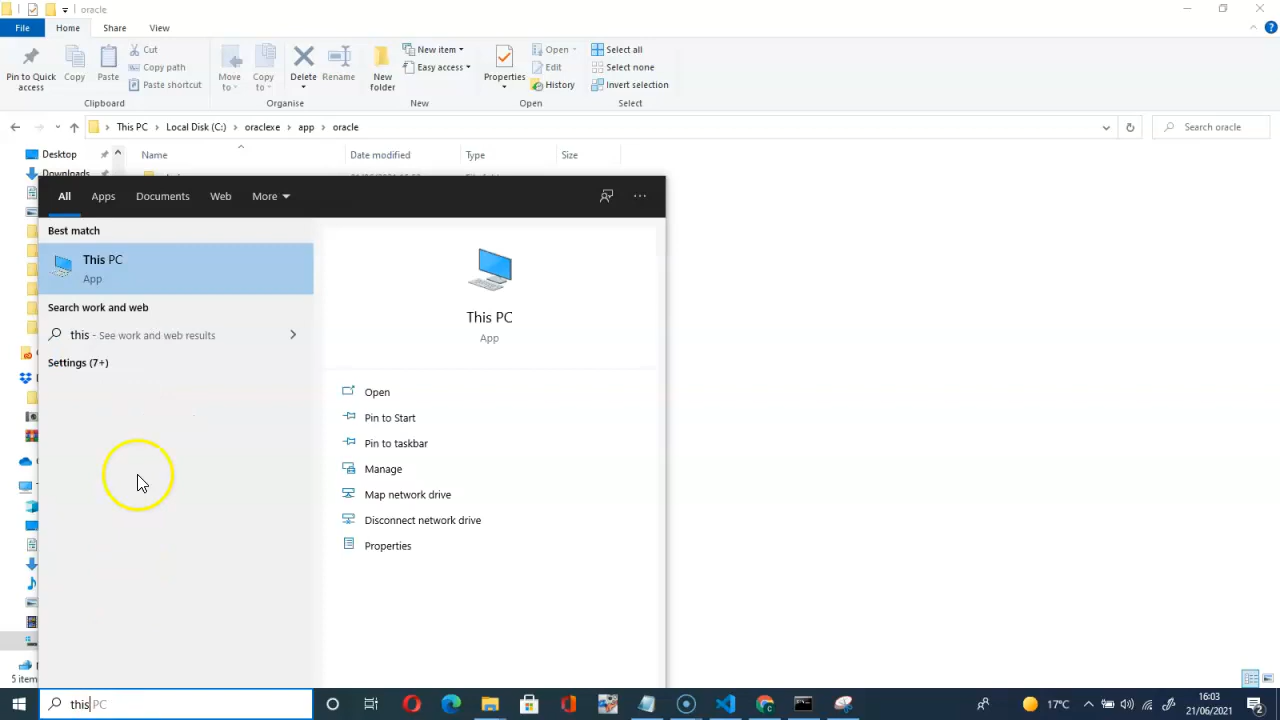 oracle
File Home Share View
Pin to Quick access
Copy
Paste
Cut
Copy path
Paste shortcut
Clipboard
Move to
Copy to
Delete
Rename
Organise
New folder
New item
Easy access
New
Properties
Open
Edit
History
Open
Select all
Select none
Invert selection
Select
This PC Local Disk (C:) oraclexe app oracle
Search oracle
Desktop
Downloads
Name Date modified Type Size
All Apps Documents Web More
Best match
This PC
App
Search work and web
this - See work and web results
Settings (7+)
This PC
App
Open
Pin to Start
Pin to taskbar
Manage
Map network drive
Disconnect network drive
Properties
5 item
this PC
17°C
16:03
21/06/2021
2